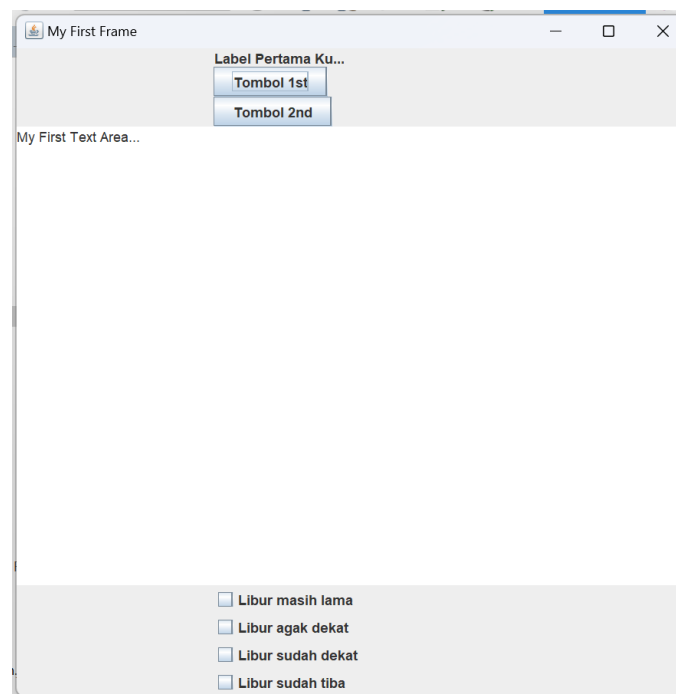 My First Frame
Label Pertama Ku...
Tombol 1st
Tombol 2nd
My First Text Area...
Libur masih lama
Libur agak dekat
Libur sudah dekat
Libur sudah tiba